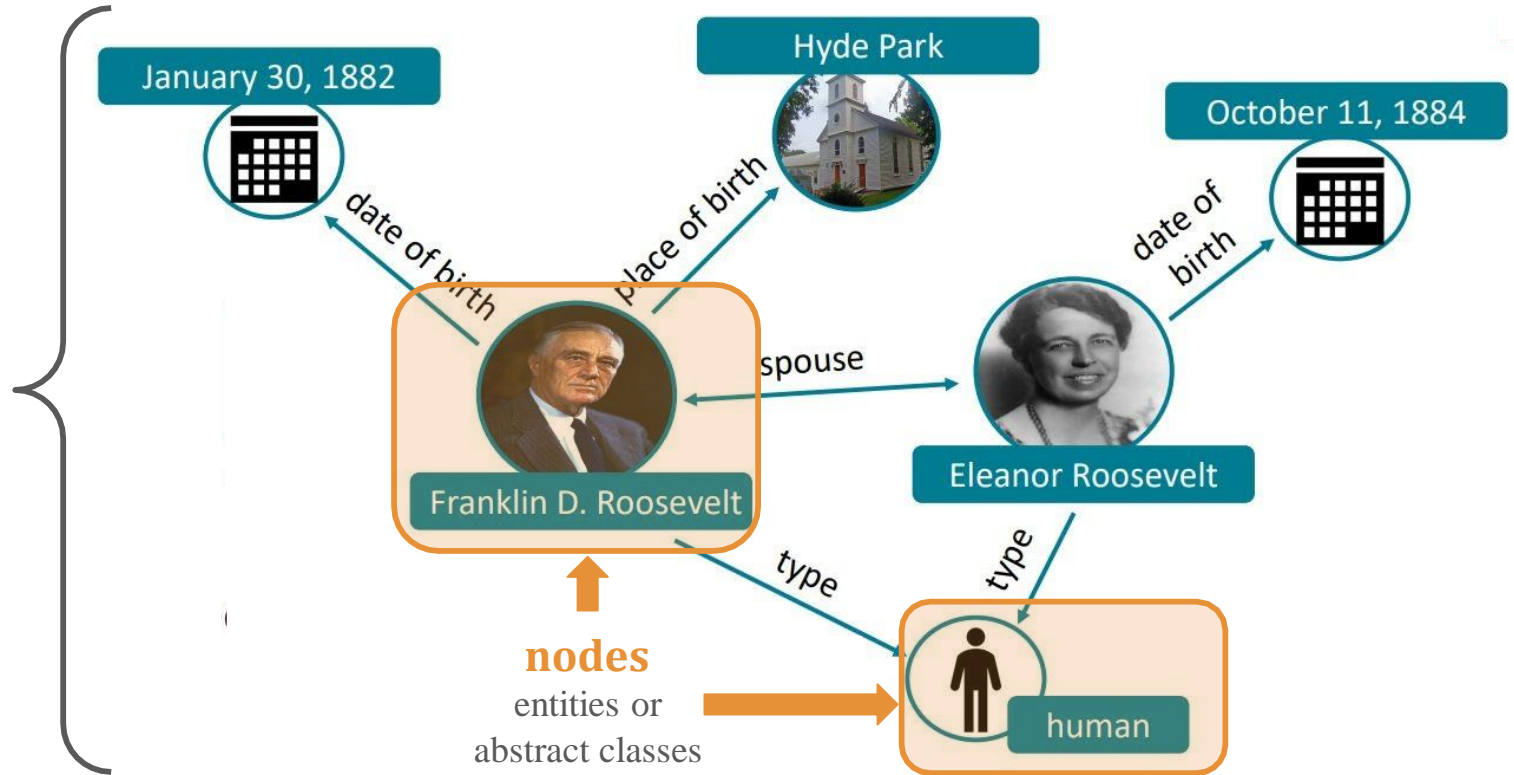 Hyde Park
January 30, 1882
October 11, 1884
date of birth
place of birth
date of
birth
spouse
Franklin D. Roosevelt
Eleanor Roosevelt
type
type
nodes
entities or
abstract classes
human